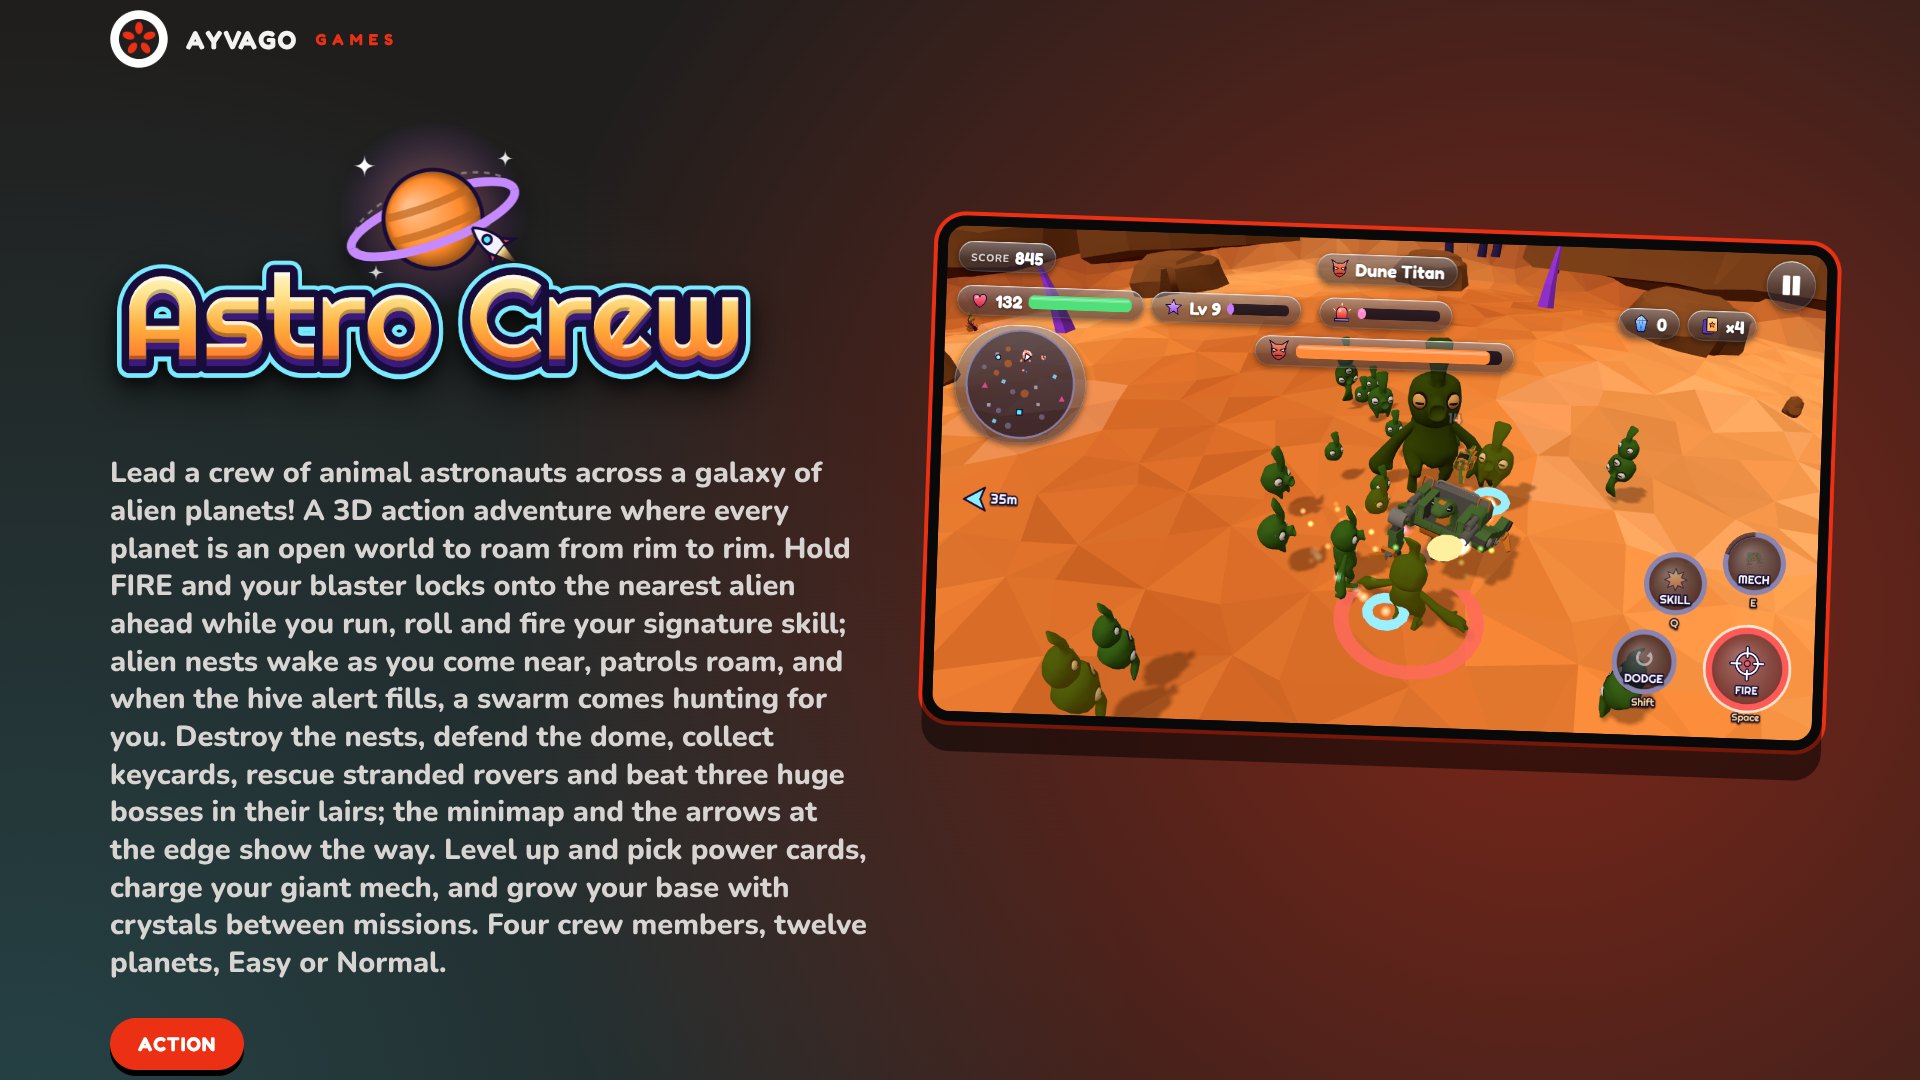 AYVAGO GAMES
Astro Crew
Lead a crew of animal astronauts across a galaxy of
alien planets! A 3D action adventure where every
planet is an open world to roam from rim to rim. Hold
FIRE and your blaster locks onto the nearest alien
ahead while you run, roll and fire your signature skill;
alien nests wake as you come near, patrols roam, and
when the hive alert fills, a swarm comes hunting for
you. Destroy the nests, defend the dome, collect
keycards, rescue stranded rovers and beat three huge
bosses in their lairs; the minimap and the arrows at
the edge show the way. Level up and pick power cards,
charge your giant mech, and grow your base with
crystals between missions. Four crew members, twelve
planets, Easy or Normal.
ACTION
SCORE 845
Dune Titan
132
Lv 9
0
x4
35m
MECH
E
SKILL
Q
DODGE
Shift
FIRE
Space